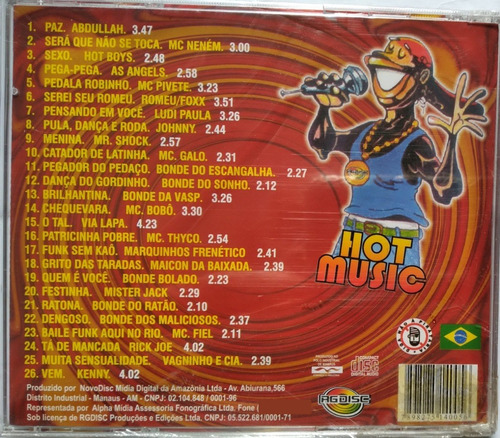 1. PAZ. ABDULLAH. 3.47
2. SERÁ QUE NÃO SE TOCA. MC NENÉM. 3.00
3. SEXO. HOT BOYS. 2.48
4. PEGA-PEGA. AS ANGELS. 2.58
5. PEDALA ROBINHO. MC PIVETE. 3.23
6. SEREI SEU ROMEU. ROMEU/FOXX 3.51
7. PENSANDO EM VOCÊ. LUDI PAULA 3.26
8. PULA, DANÇA E RODA. JOHNNY. 2.44
9. MENINA. MR. SHOCK. 2.57
10. CATADOR DE LATINHA. MC. GALO. 2.31
11. PEGADOR DO PEDAÇO. BONDE DO ESCANGALHA. 2.27
12. DANÇA DO GORDINHO. BONDE DO SONHO. 2.12
13. BRILHANTINA. BONDE DA VASP. 3.26
14. CHEQUEVARA. MC. BOBÔ. 3.30
15. O TAL. VIA LAPA. 4.23
16. PATRICINHA POBRE. MC. THYCO. 2.54
17. FUNK SEM KAÔ. MARQUINHOS FRENÉTICO 2.41
18. GRITO DAS TARADAS. MAICON DA BAIXADA. 2.39
19. QUEM É VOCÊ. BONDE BOLADO. 2.23
20. FESTINHA. MISTER JACK 2.29
21. RATONA. BONDE DO RATÃO. 2.10
22. DENGOSO. BONDE DOS MALICIOSOS. 2.37
23. BAILE FUNK AQUI NO RIO. MC. FIEL 2.11
24. TÁ DE MANCADA. RICK JOE. 4.02
25. MUITA SENSUALIDADE. VAGNINHO E CIA. 2.39
26. VEM. KENNY. 4.02
HOT
MUSIC
Produzido por NovoDisc Mídia Digital da Amazônia Ltda - Av. Abiurana,566
Distrito Industrial - Manaus - AM - CNPJ: 02.104.848 / 0001-96
Representada por Alpha Mídia Assessoria Fonográfica Ltda. Fone (
Sob licença de RGDISC Produções e Edições Ltda. CNPJ: 65.522.681/0001-71
COMPACT
disc
DIGITAL AUDIO
RGDISC